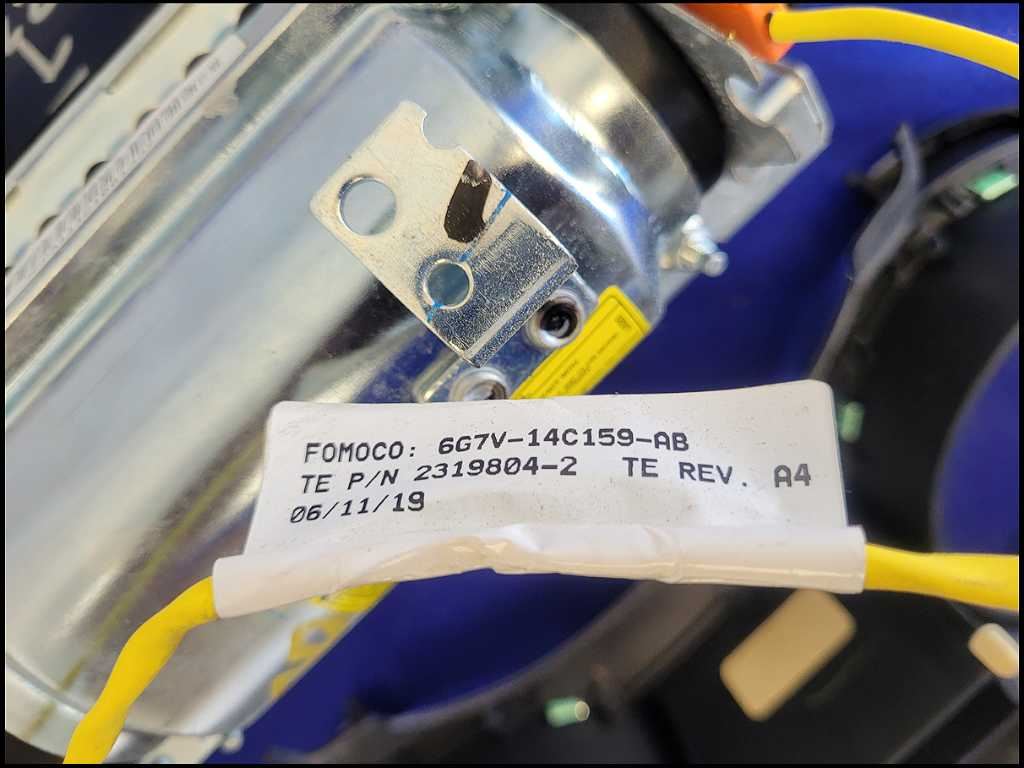 FOMOCO: 6G7V-14C159-AB
TE P/N 2319804-2 TE REV. A4
06/11/19